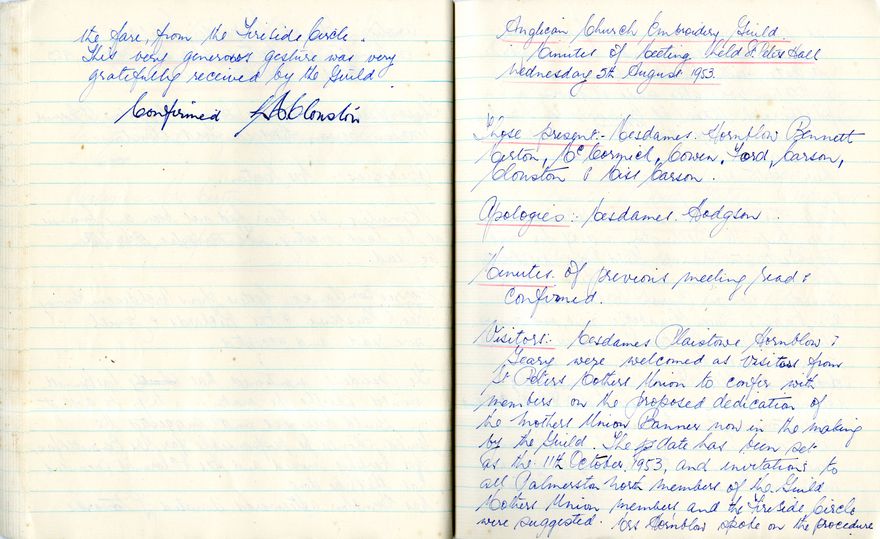 the fare, from the Fireside Circle.
This very generous gesture was very
gratefully received by the Guild.
Confirmed L A Clouston
Anglican Church Embroidery Guild.
Minutes of Meeting held St Peters Hall
Wednesday 5th August 1953.
Those present:- Mesdames Hornblow Bennett
Merton, McCormick, Cowen, Ford, Carson,
Clouston & Miss Carson.
Apologies:- Mesdames Hodgson.
Minutes of previous meeting read &
confirmed.
Visitors:- Mesdames Plaistowe Hornblow &
Geary were welcomed as Visitors from
St Peters Mothers Union to confer with
members on the proposed dedication of
the Mothers Union Banner now in the making
by the Guild. The date has been set
as the 11th October, 1953, and invitations to
all Palmerston North members of the Guild
Mothers Union members and the Fireside Circle
were suggested. Mrs Hornblow spoke on the procedure